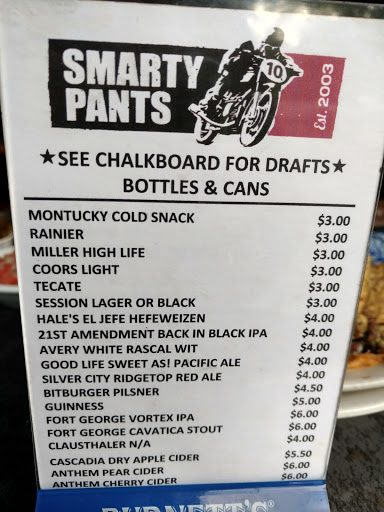 SMARTY
PANTS
10
Est. 2003
★SEE CHALKBOARD FOR DRAFTS★
BOTTLES & CANS
MONTUCKY COLD SNACK $3.00
RAINIER $3.00
MILLER HIGH LIFE $3.00
COORS LIGHT $3.00
TECATE $3.00
SESSION LAGER OR BLACK $3.00
HALE'S EL JEFE HEFEWEIZEN $4.00
21ST AMENDMENT BACK IN BLACK IPA $4.00
AVERY WHITE RASCAL WIT $4.00
GOOD LIFE SWEET AS! PACIFIC ALE $4.00
SILVER CITY RIDGETOP RED ALE $4.00
BITBURGER PILSNER $4.50
GUINNESS $5.00
FORT GEORGE VORTEX IPA $6.00
FORT GEORGE CAVATICA STOUT $6.00
CLAUSTHALER N/A $4.00
CASCADIA DRY APPLE CIDER $5.50
ANTHEM PEAR CIDER $6.00
ANTHEM CHERRY CIDER $6.00
BURNETT'S®